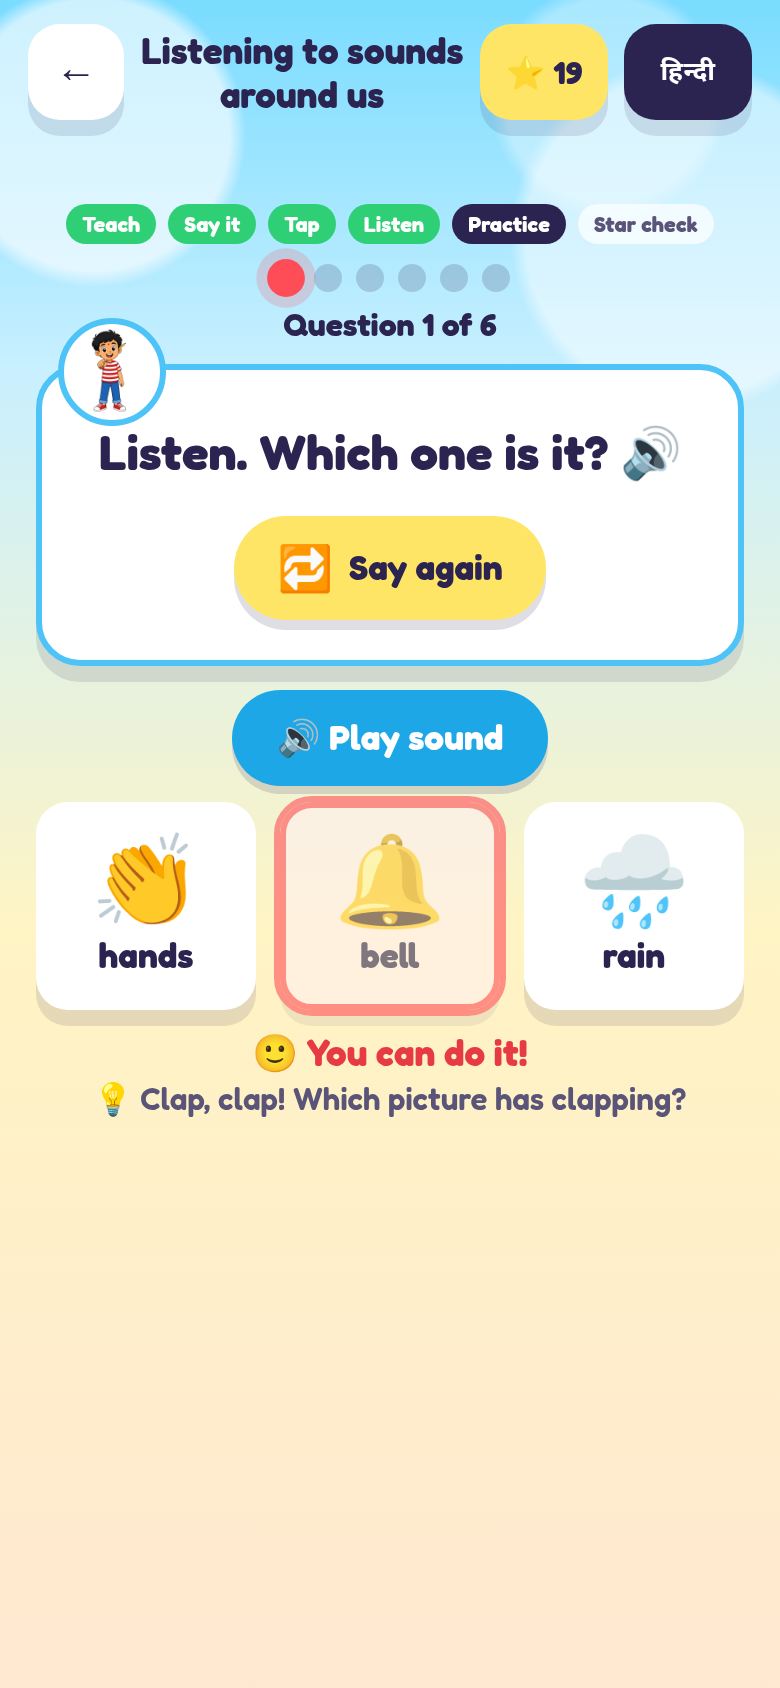 ←
Listening to sounds
around us
19
हिन्दी
Teach
Say it
Tap
Listen
Practice
Star check
Question 1 of 6
Listen. Which one is it?
Say again
Play sound
hands
bell
rain
You can do it!
Clap, clap! Which picture has clapping?